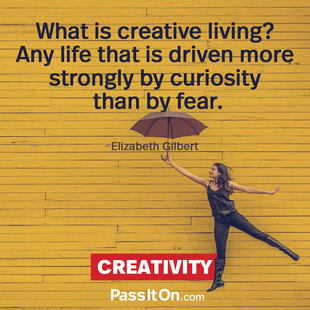 What is creative living?
Any life that is driven more
strongly by curiosity
than by fear.
Elizabeth Gilbert
CREATIVITY
PassItOn.com